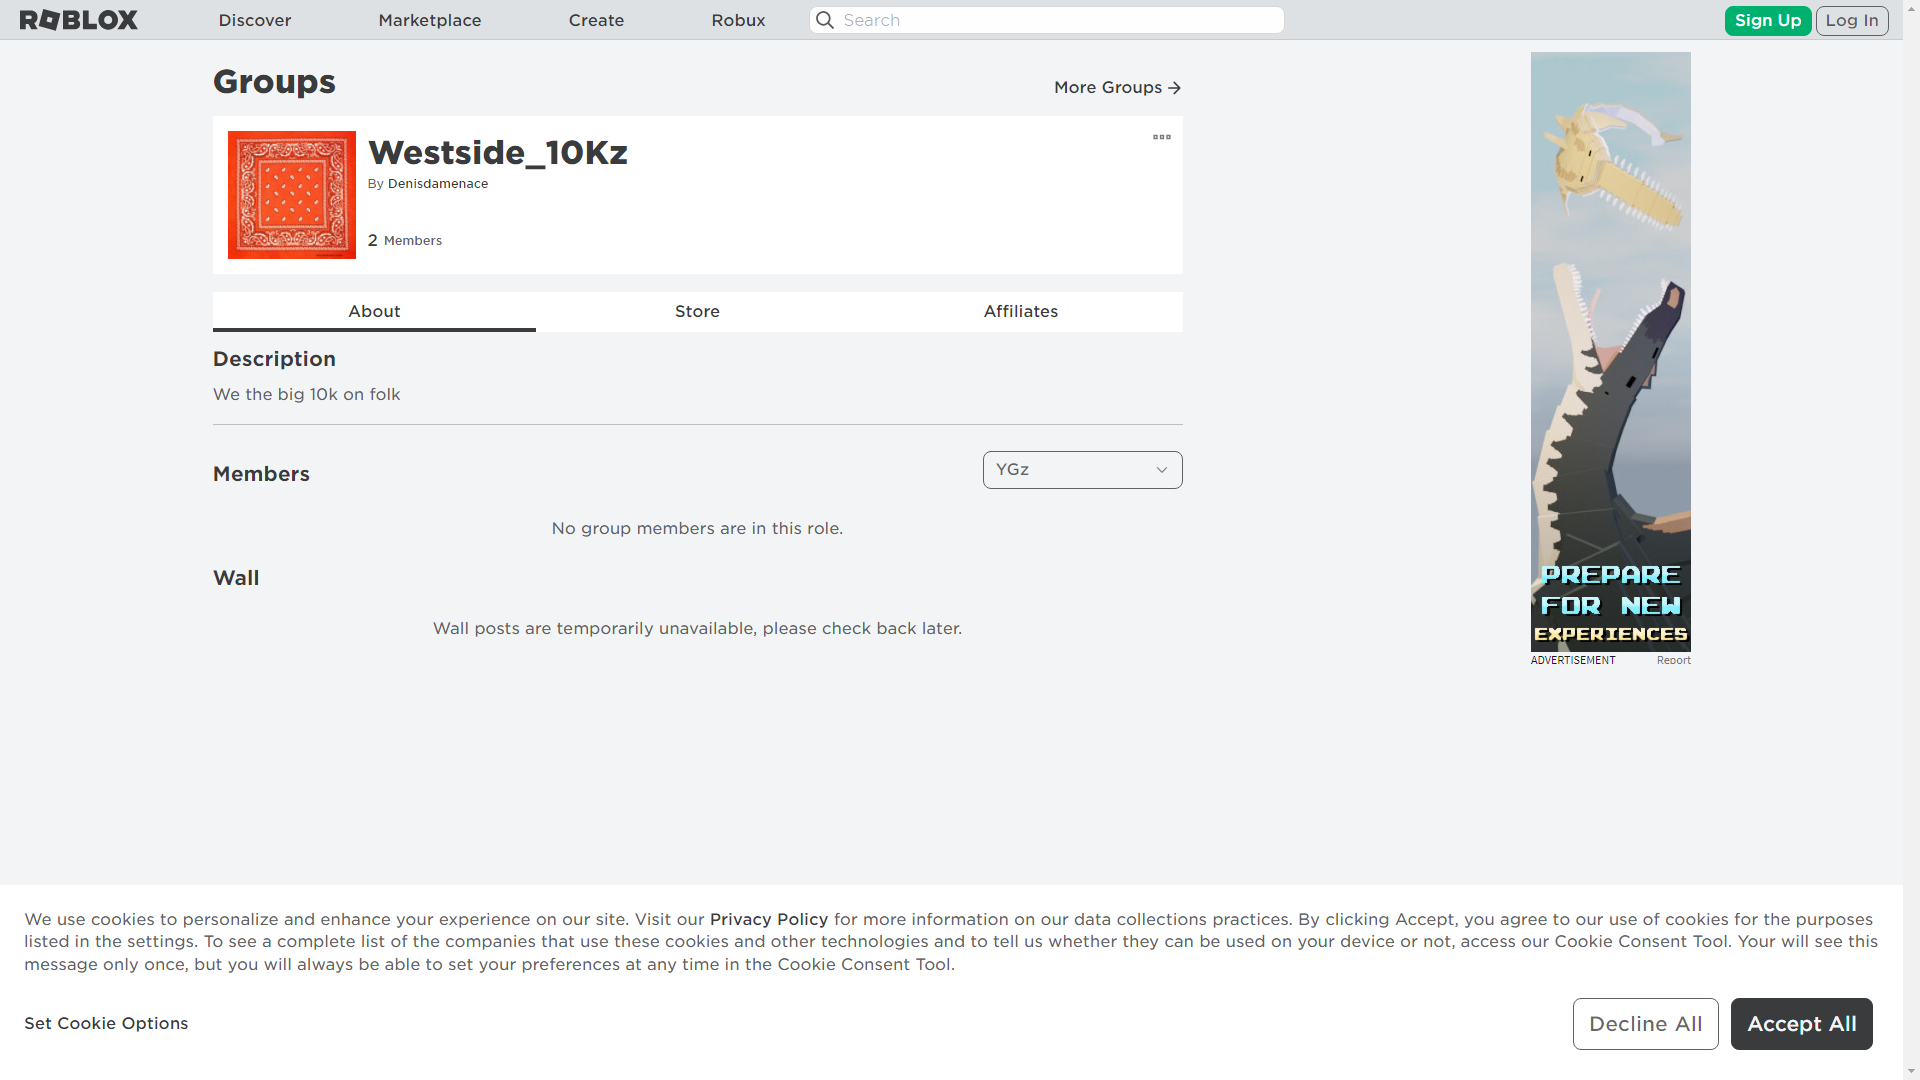 ROBLOX
Discover
Marketplace
Create
Robux
Search
Sign Up
Log In
Groups
More Groups
Westside_10Kz
By Denisdamenace
2 Members
About
Store
Affiliates
Description
We the big 10k on folk
Members
YGz
No group members are in this role.
Wall
Wall posts are temporarily unavailable, please check back later.
PREPARE
FOR NEW
EXPERIENCES
ADVERTISEMENT
Report
We use cookies to personalize and enhance your experience on our site. Visit our Privacy Policy for more information on our data collections practices. By clicking Accept, you agree to our use of cookies for the purposes
listed in the settings. To see a complete list of the companies that use these cookies and other technologies and to tell us whether they can be used on your device or not, access our Cookie Consent Tool. Your will see this
message only once, but you will always be able to set your preferences at any time in the Cookie Consent Tool.
Set Cookie Options
Decline All
Accept All